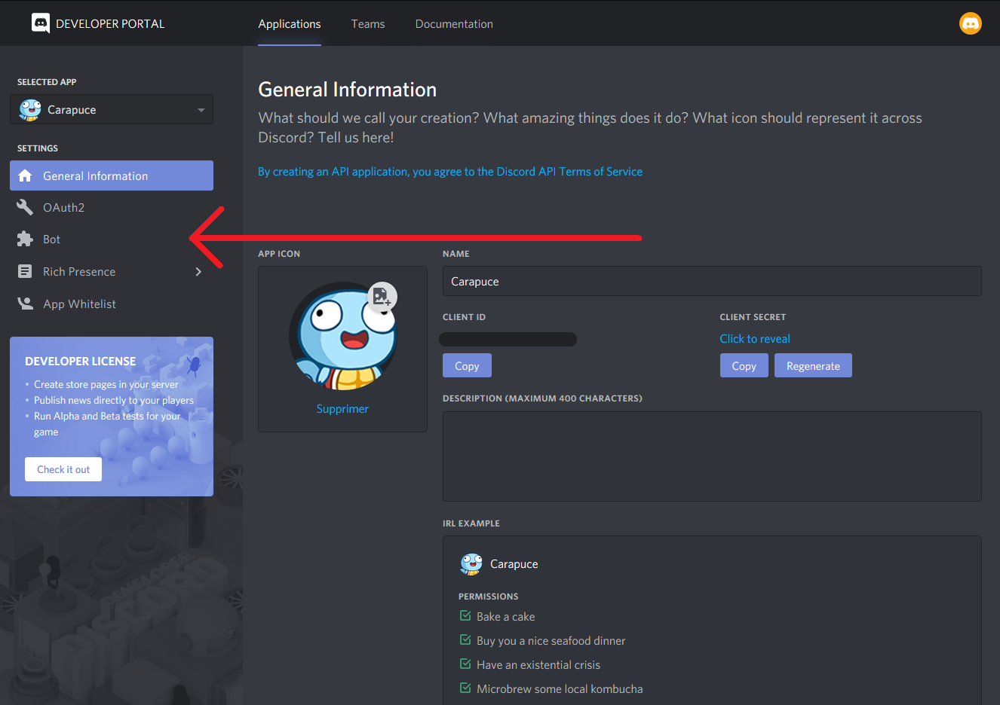 DEVELOPER PORTAL
Applications
Teams
Documentation
SELECTED APP
Carapuce
SETTINGS
General Information
OAuth2
Bot
Rich Presence
App Whitelist
DEVELOPER LICENSE
• Create store pages in your server
• Publish news directly to your players
• Run Alpha and Beta tests for your
game
Check it out
General Information
What should we call your creation? What amazing things does it do? What icon should represent it across
Discord? Tell us here!
By creating an API application, you agree to the Discord API Terms of Service
APP ICON
Supprimer
NAME
Carapuce
CLIENT ID
Copy
CLIENT SECRET
Click to reveal
Copy
Regenerate
DESCRIPTION (MAXIMUM 400 CHARACTERS)
IRL EXAMPLE
Carapuce
PERMISSIONS
Bake a cake
Buy you a nice seafood dinner
Have an existential crisis
Microbrew some local kombucha